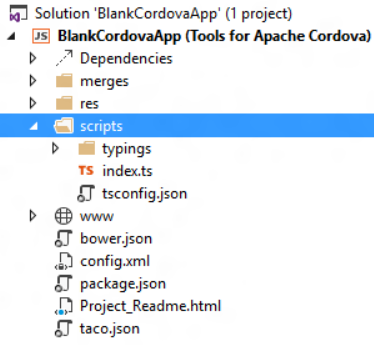 Solution 'BlankCordovaApp' (1 project)
JS BlankCordovaApp (Tools for Apache Cordova)
Dependencies
merges
res
scripts
typings
TS index.ts
tsconfig.json
www
bower.json
config.xml
package.json
Project_Readme.html
taco.json